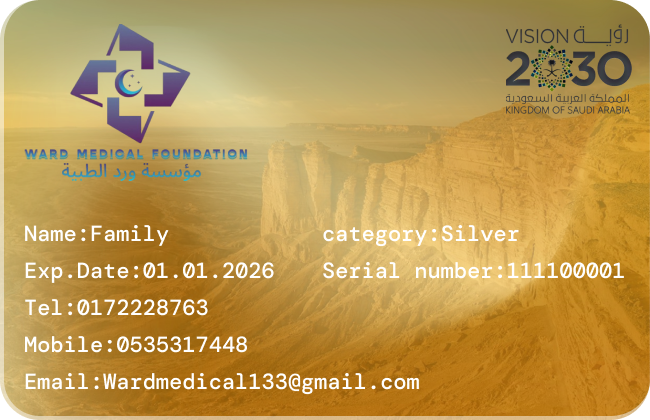 WARD MEDICAL FOUNDATION
مؤسسة ورد الطبية
VISION رؤيـــة
2030
المملكة العربية السعودية
KINGDOM OF SAUDI ARABIA
Name:Family category:Silver
Exp.Date:01.01.2026 Serial number:111100001
Tel:0172228763
Mobile:0535317448
Email:Wardmedical133@gmail.com